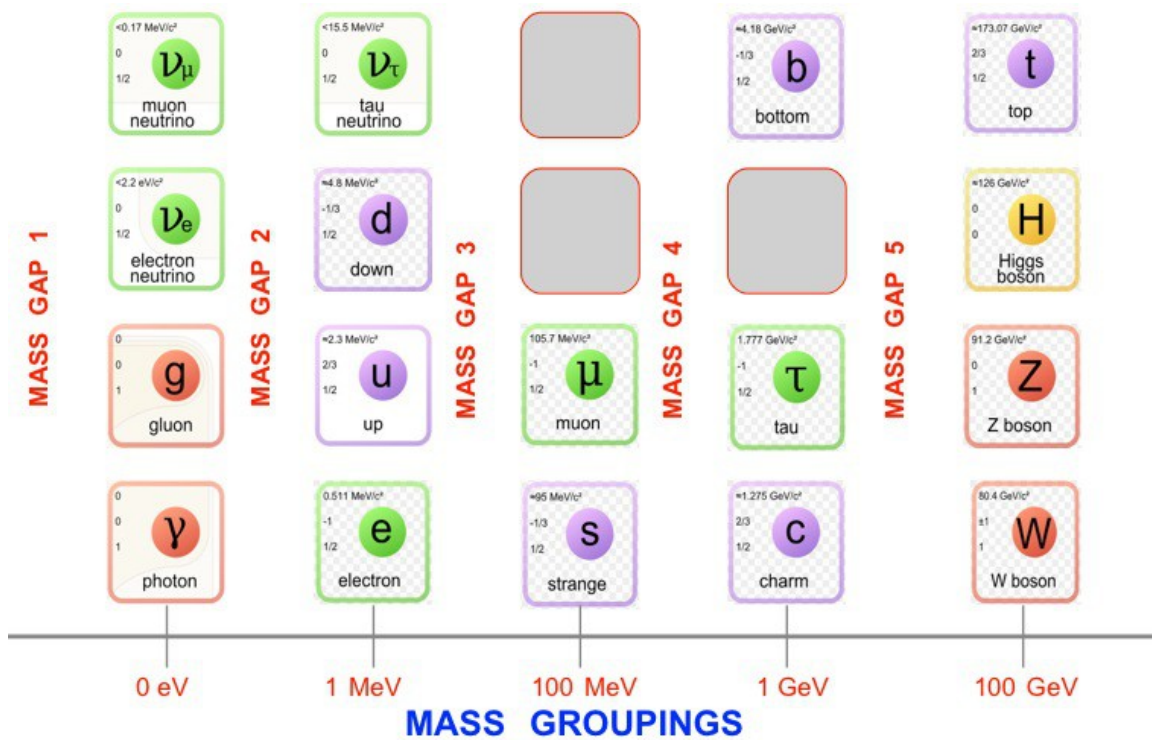 <0.17 MeV/c²
0
1/2
νμ
muon
neutrino
<15.5 MeV/c²
0
1/2
ντ
tau
neutrino
≈4.18 GeV/c²
-1/3
1/2
b
bottom
≈173.07 GeV/c²
2/3
1/2
t
top
<2.2 eV/c²
0
1/2
νe
electron
neutrino
≈4.8 MeV/c²
-1/3
1/2
d
down
≈126 GeV/c²
0
0
H
Higgs
boson
MASS GAP 1
MASS GAP 2
MASS GAP 3
MASS GAP 4
MASS GAP 5
0
0
1
g
gluon
≈2.3 MeV/c²
2/3
1/2
u
up
105.7 MeV/c²
-1
1/2
μ
muon
1.777 GeV/c²
-1
1/2
τ
tau
91.2 GeV/c²
0
1
Z
Z boson
0
0
1
γ
photon
0.511 MeV/c²
-1
1/2
e
electron
≈95 MeV/c²
-1/3
1/2
s
strange
≈1.275 GeV/c²
2/3
1/2
c
charm
80.4 GeV/c²
±1
1
W
W boson
0 eV
1 MeV
100 MeV
1 GeV
100 GeV
MASS GROUPINGS